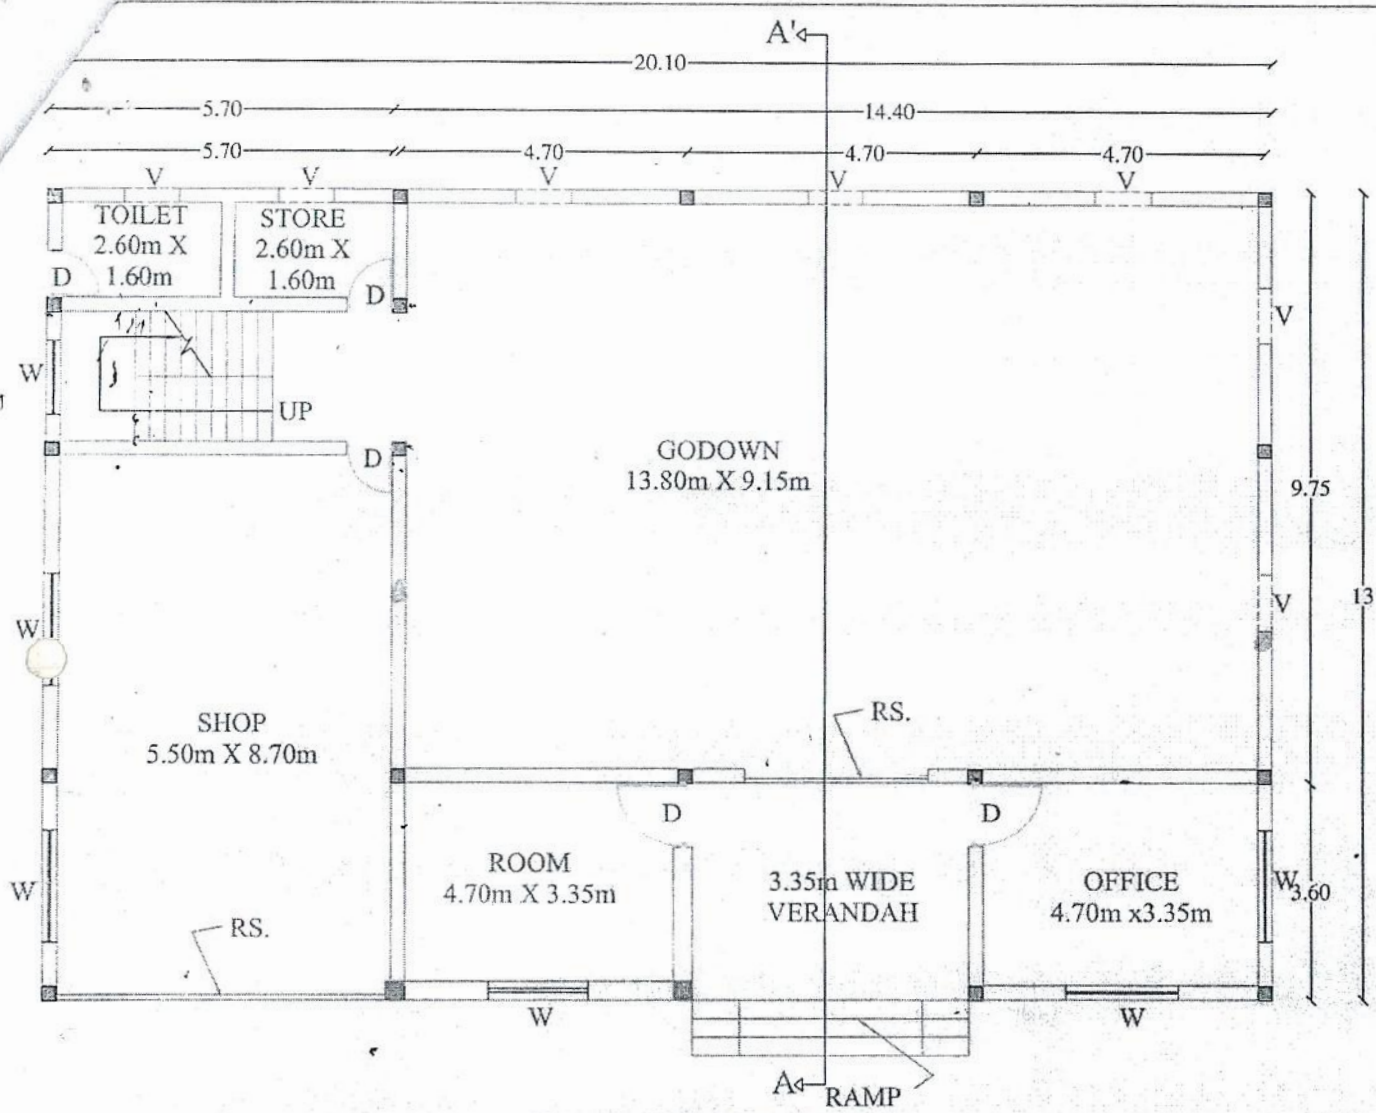 A'
20.10
5.70
14.40
5.70
4.70
4.70
4.70
V
V
V
V
V
TOILET
2.60m X
1.60m
STORE
2.60m X
1.60m
D
D
V
W
UP
D
GODOWN
13.80m X 9.15m
9.75
V
13
W
RS.
SHOP
5.50m X 8.70m
D
D
ROOM
4.70m X 3.35m
3.35m WIDE
VERANDAH
OFFICE
4.70m x3.35m
W
3.60
W
RS.
W
W
A
RAMP